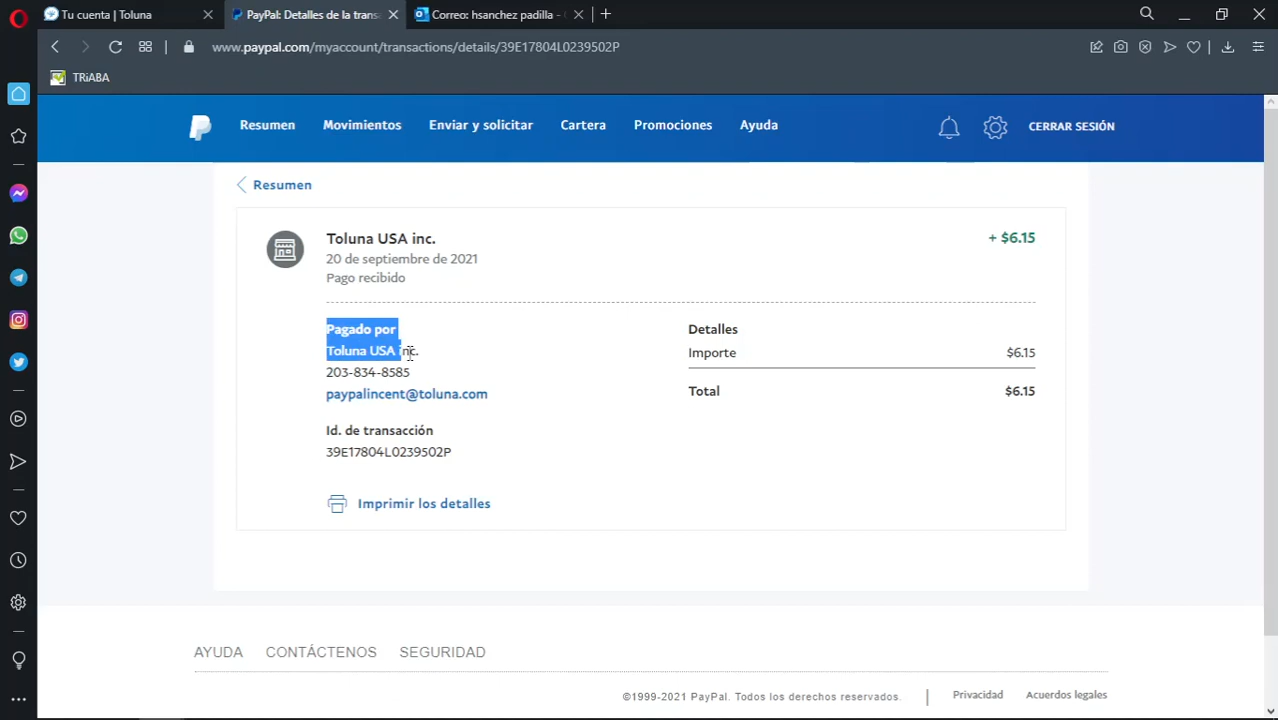 Tu cuenta | Toluna
PayPal: Detalles de la trans
Correo: hsanchez padilla -
www.paypal.com/myaccount/transactions/details/39E17804L0239502P
TRiABA
Resumen
Movimientos
Enviar y solicitar
Cartera
Promociones
Ayuda
CERRAR SESIÓN
Resumen
Toluna USA inc.
+ $6.15
20 de septiembre de 2021
Pago recibido
Pagado por
Toluna USA inc.
203-834-8585
paypalincent@toluna.com
Id. de transacción
39E17804L0239502P
Imprimir los detalles
Detalles
Importe $6.15
Total $6.15
AYUDA
CONTÁCTENOS
SEGURIDAD
©1999-2021 PayPal. Todos los derechos reservados. |
Privacidad
Acuerdos legales